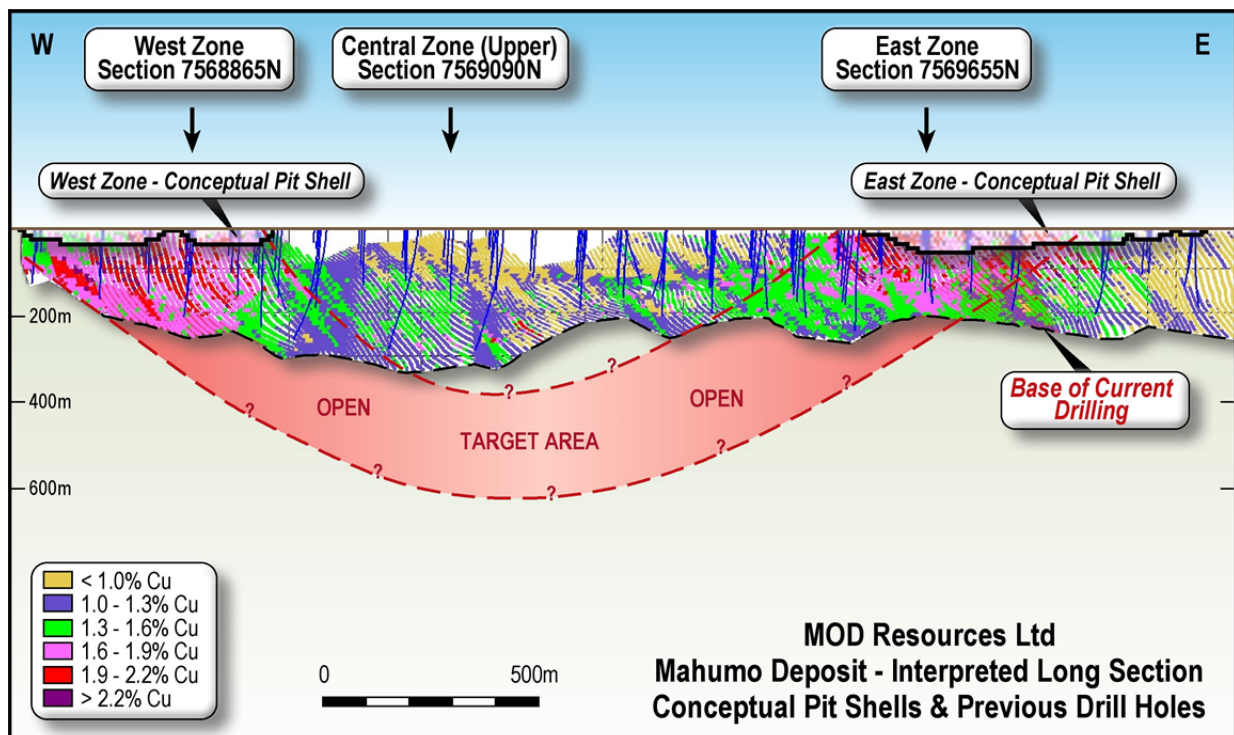 W
West Zone
Section 7568865N
Central Zone (Upper)
Section 7569090N
East Zone
Section 7569655N
E
West Zone - Conceptual Pit Shell
East Zone - Conceptual Pit Shell
200m
400m
600m
OPEN
OPEN
TARGET AREA
?
?
?
?
?
?
?
?
Base of Current
Drilling
< 1.0% Cu
1.0 - 1.3% Cu
1.3 - 1.6% Cu
1.6 - 1.9% Cu
1.9 - 2.2% Cu
> 2.2% Cu
0
500m
MOD Resources Ltd
Mahumo Deposit - Interpreted Long Section
Conceptual Pit Shells & Previous Drill Holes